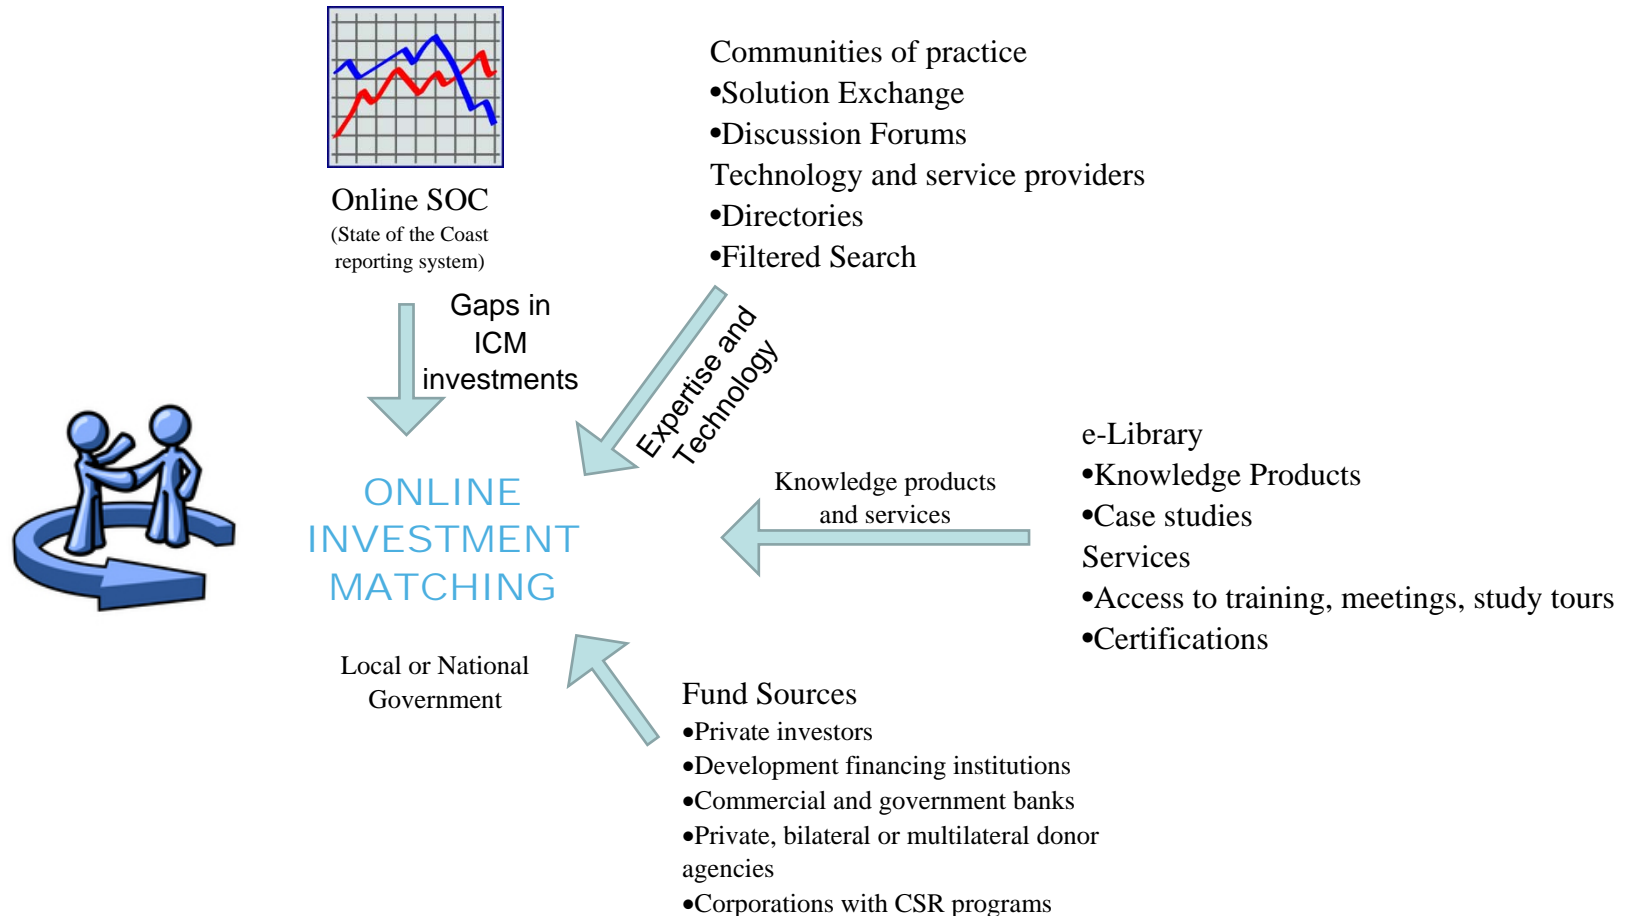 Communities of practice
•Solution Exchange
•Discussion Forums
Technology and service providers
•Directories
•Filtered Search
Online SOC
(State of the Coast
reporting system)
Gaps in
ICM
investments
Expertise and
Technology
ONLINE
INVESTMENT
MATCHING
Knowledge products
and services
e-Library
•Knowledge Products
•Case studies
Services
•Access to training, meetings, study tours
•Certifications
Local or National
Government
Fund Sources
•Private investors
•Development financing institutions
•Commercial and government banks
•Private, bilateral or multilateral donor
agencies
•Corporations with CSR programs